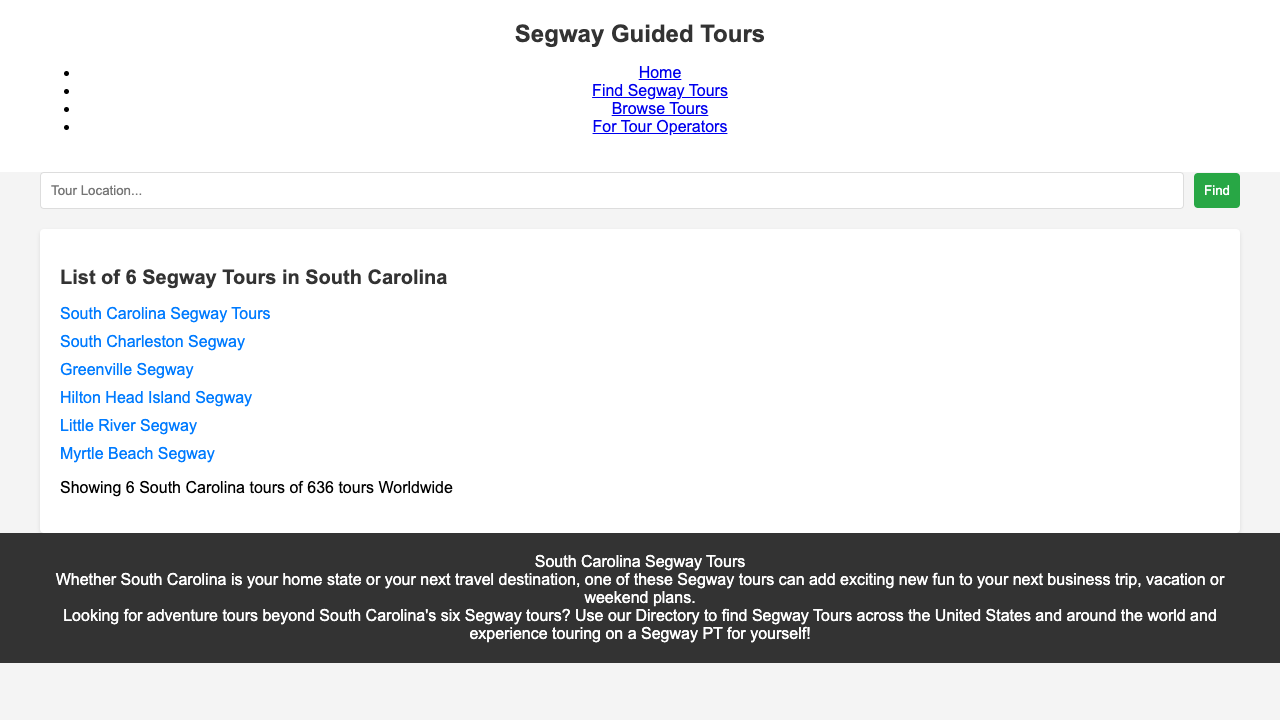 Segway Guided Tours
Home
Find Segway Tours
Browse Tours
For Tour Operators
Tour Location...
Find
List of 6 Segway Tours in South Carolina
South Carolina Segway Tours
South Charleston Segway
Greenville Segway
Hilton Head Island Segway
Little River Segway
Myrtle Beach Segway
Showing 6 South Carolina tours of 636 tours Worldwide
South Carolina Segway Tours
Whether South Carolina is your home state or your next travel destination, one of these Segway tours can add exciting new fun to your next business trip, vacation or
weekend plans.
Looking for adventure tours beyond South Carolina's six Segway tours? Use our Directory to find Segway Tours across the United States and around the world and
experience touring on a Segway PT for yourself!